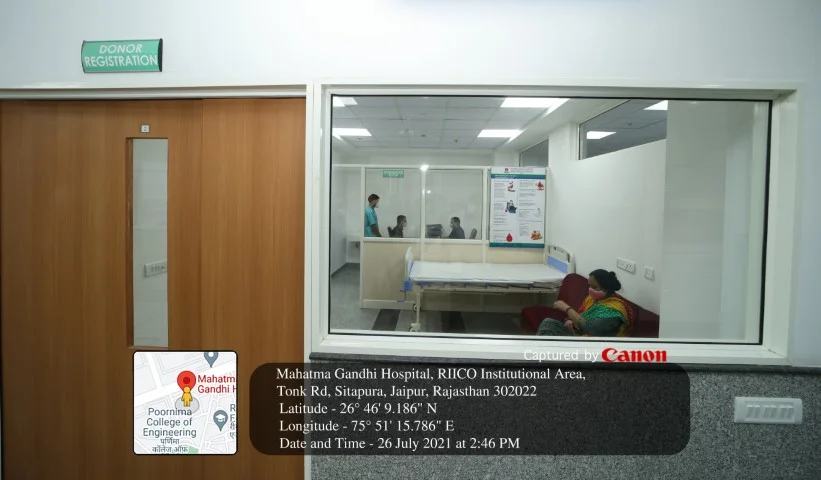 DONOR
REGISTRATION
Captured by Canon
Mahatma Gandhi Hospital, RIICO Institutional Area,
Tonk Rd, Sitapura, Jaipur, Rajasthan 302022
Latitude - 26° 46' 9.186" N
Longitude - 75° 51' 15.786" E
Date and Time - 26 July 2021 at 2:46 PM
Mahatm
Gandhi H
Poornima
College of
Engineering
पूर्णिमा
कॉलेज ऑफ़